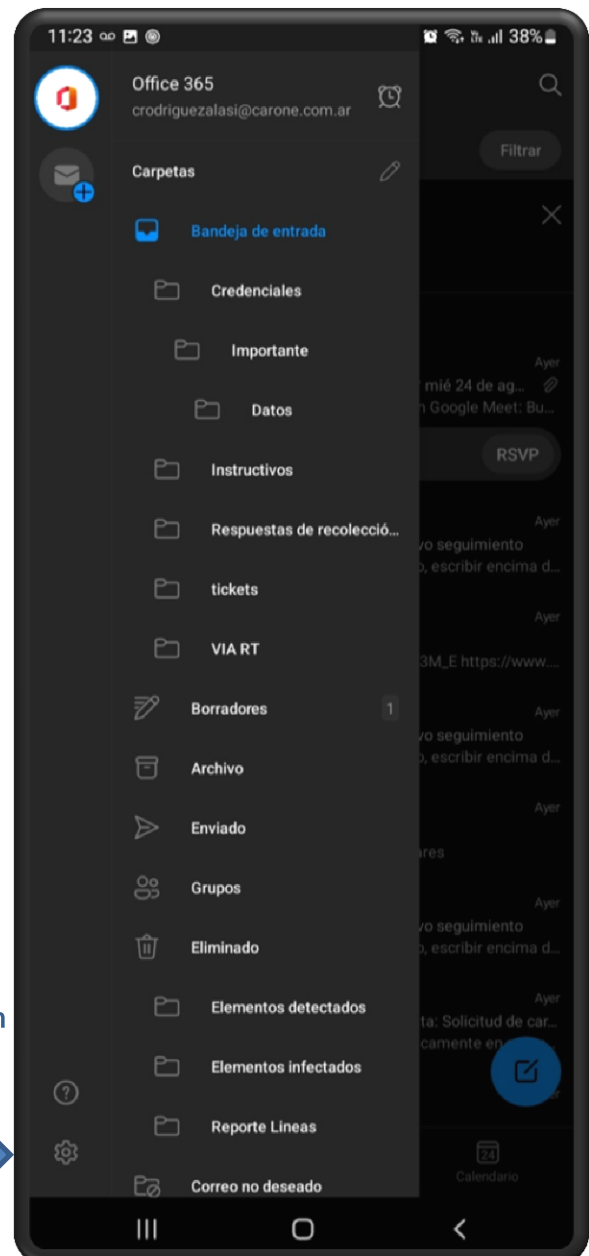 11:23
38%
Office 365
crodriguezalasi@carone.com.ar
Filtrar
Carpetas
Bandeja de entrada
Credenciales
Importante
Ayer
mié 24 de ag...
Datos
n Google Meet: Bu...
Instructivos
RSVP
Respuestas de recolecció...
Ayer
vo seguimiento
o, escribir encima d...
tickets
Ayer
VIA RT
3M_E https://www....
Borradores
1
Ayer
vo seguimiento
o, escribir encima d...
Archivo
Ayer
Enviado
ares
Grupos
Ayer
vo seguimiento
Eliminado
o, escribir encima d...
Elementos detectados
Ayer
n
ta: Solicitud de car...
camente en
Elementos infectados
Reporte Lineas
24
Calendario
Correo no deseado